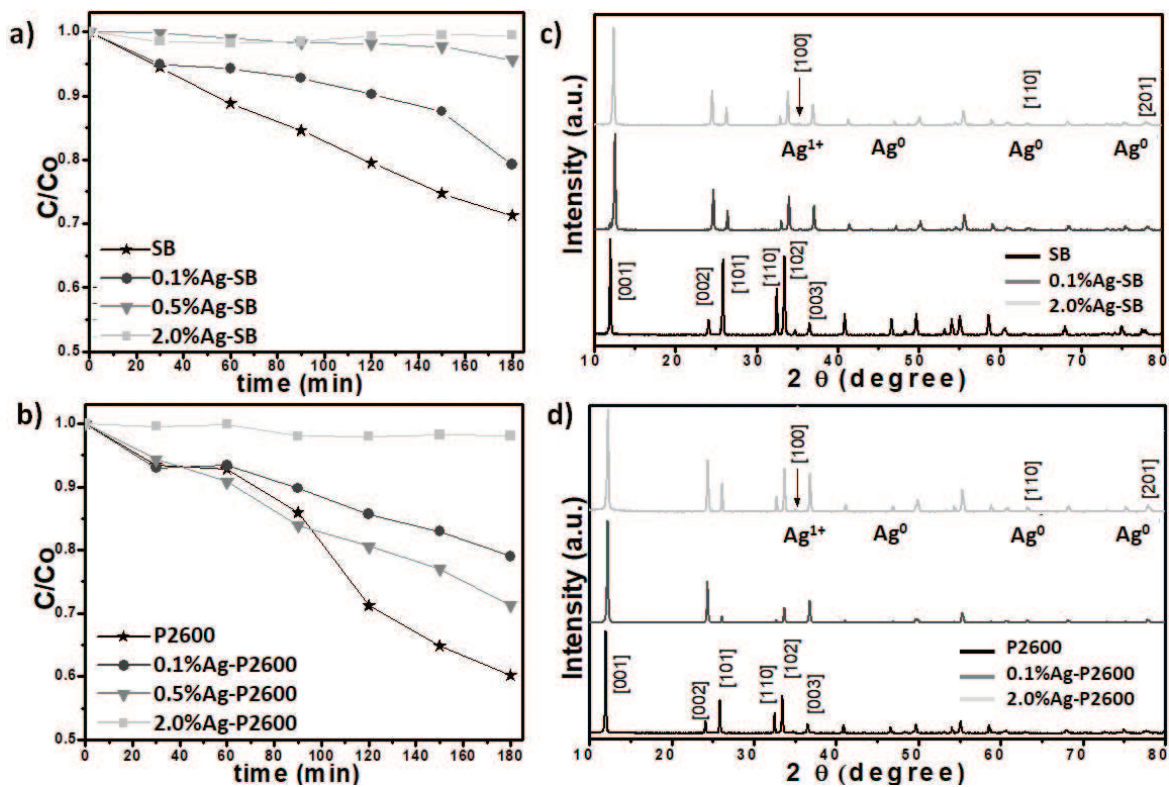 a)
C/Co
1.0
0.9
0.8
0.7
0.6
0.5
SB
0.1%Ag-SB
0.5%Ag-SB
2.0%Ag-SB
0 20 40 60 80 100 120 140 160 180
time (min)
c)
Intensity (a.u.)
[100]
[110]
[201]
Ag¹⁺ Ag⁰ Ag⁰ Ag⁰
SB
0.1%Ag-SB
2.0%Ag-SB
[001]
[002]
[101]
[110]
[102]
[003]
10 20 30 40 50 60 70 80
2 θ (degree)
b)
C/Co
1.0
0.9
0.8
0.7
0.6
0.5
P2600
0.1%Ag-P2600
0.5%Ag-P2600
2.0%Ag-P2600
0 20 40 60 80 100 120 140 160 180
time (min)
d)
Intensity (a.u.)
[100]
[110]
[201]
Ag¹⁺ Ag⁰ Ag⁰ Ag⁰
P2600
0.1%Ag-P2600
2.0%Ag-P2600
[001]
[002]
[101]
[110]
[102]
[003]
10 20 30 40 50 60 70 80
2 θ (degree)